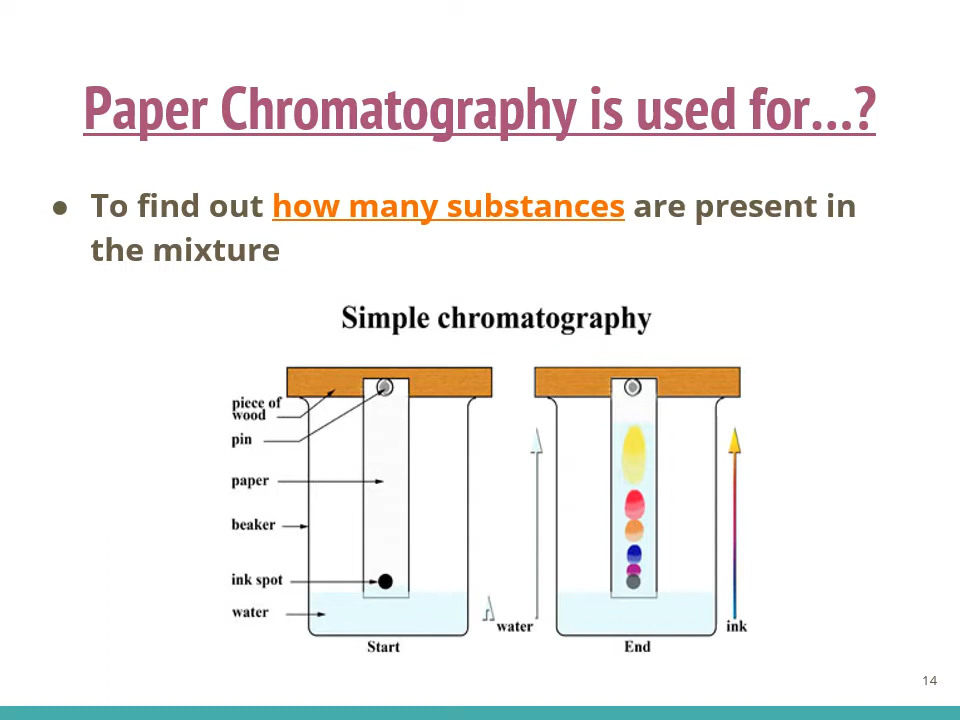 Paper Chromatography is used for...?
● To find out how many substances are present in
the mixture
Simple chromatography
piece of
wood
pin
paper
beaker
ink spot
water
water
ink
Start
End
14